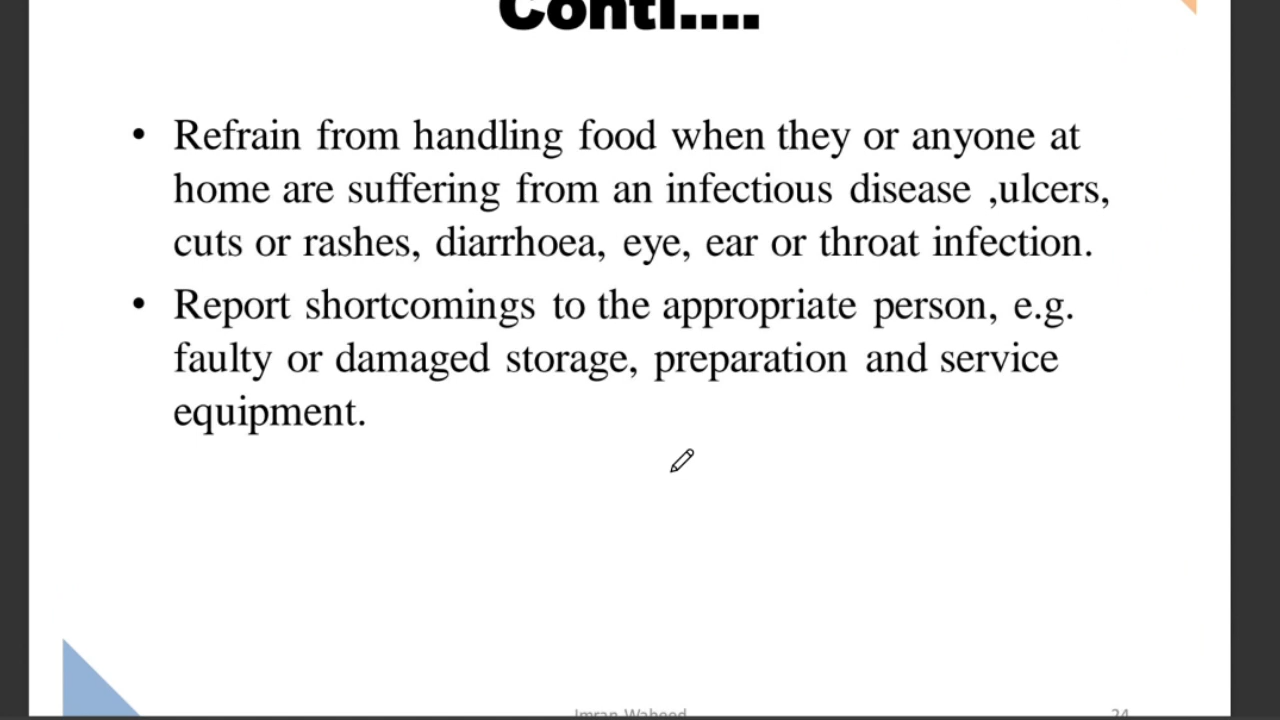 Conti....
• Refrain from handling food when they or anyone at
home are suffering from an infectious disease ,ulcers,
cuts or rashes, diarrhoea, eye, ear or throat infection.
• Report shortcomings to the appropriate person, e.g.
faulty or damaged storage, preparation and service
equipment.
Imran Waheed 24